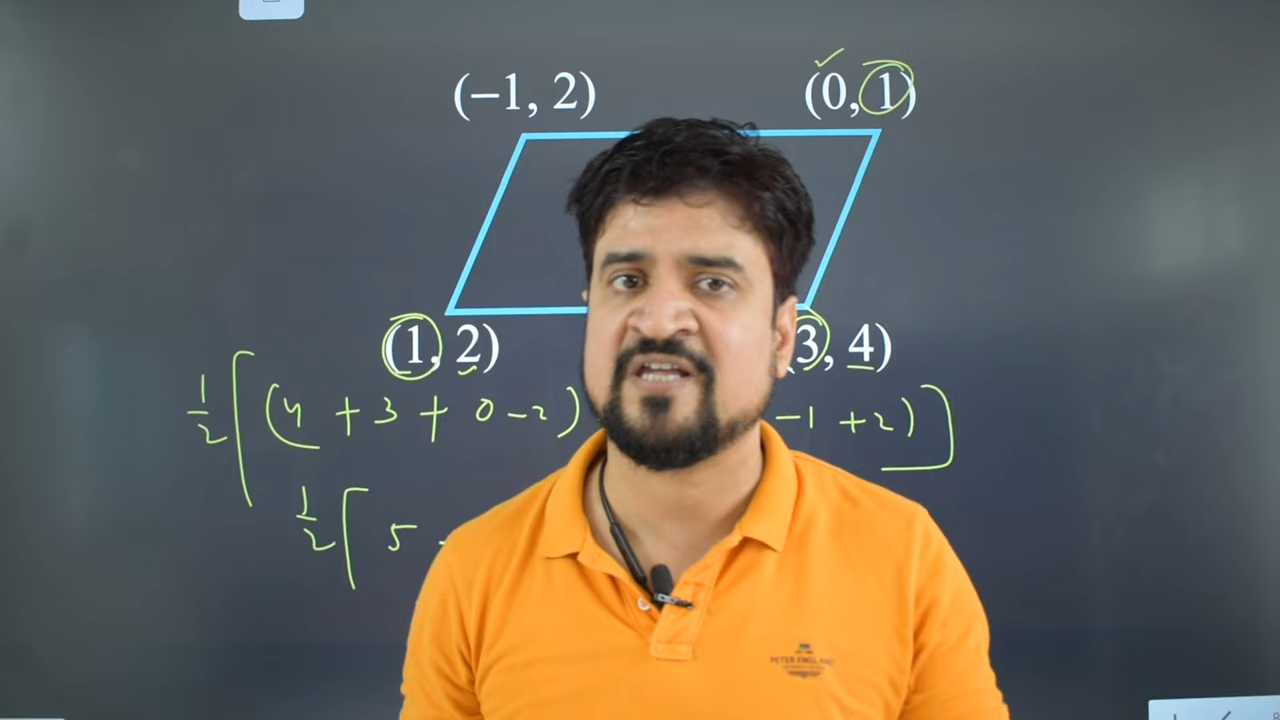 (−1, 2) (0, 1)
(1, 2) 3, 4)
1/2 [(4 + 3 + 0 − 2) −1 + 2)]
1/2 [ 5
PETER ENGLAND